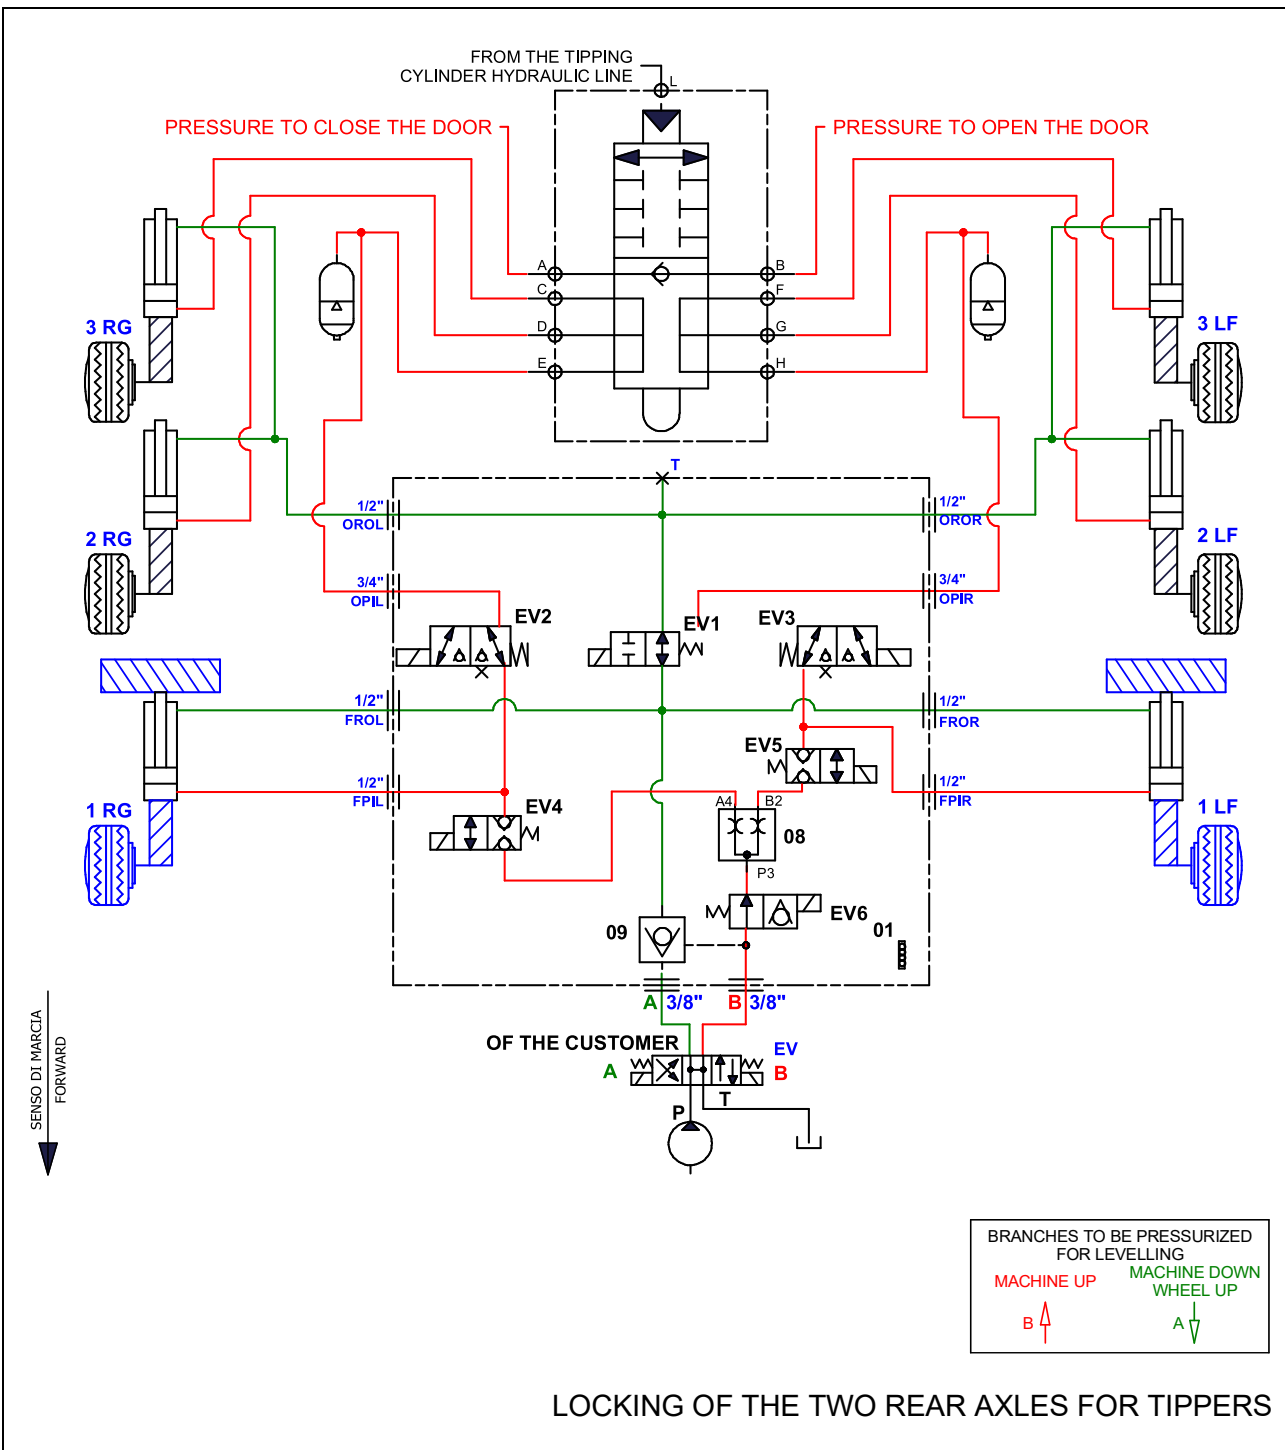 FROM THE TIPPING
CYLINDER HYDRAULIC LINE
L
PRESSURE TO CLOSE THE DOOR
PRESSURE TO OPEN THE DOOR
A
B
C
F
D
G
E
H
3 RG
3 LF
2 RG
2 LF
T
1/2"
OROL
1/2"
OROR
3/4"
OPIL
3/4"
OPIR
EV2
EV1
EV3
1/2"
FROL
1/2"
FROR
EV5
1/2"
FPIL
1/2"
FPIR
1 RG
1 LF
EV4
A4
B2
08
P3
EV6
09
01
A 3/8"
B 3/8"
OF THE CUSTOMER
EV
A
B
T
P
SENSO DI MARCIA
FORWARD
BRANCHES TO BE PRESSURIZED
FOR LEVELLING
MACHINE UP
MACHINE DOWN
WHEEL UP
B
A
LOCKING OF THE TWO REAR AXLES FOR TIPPERS